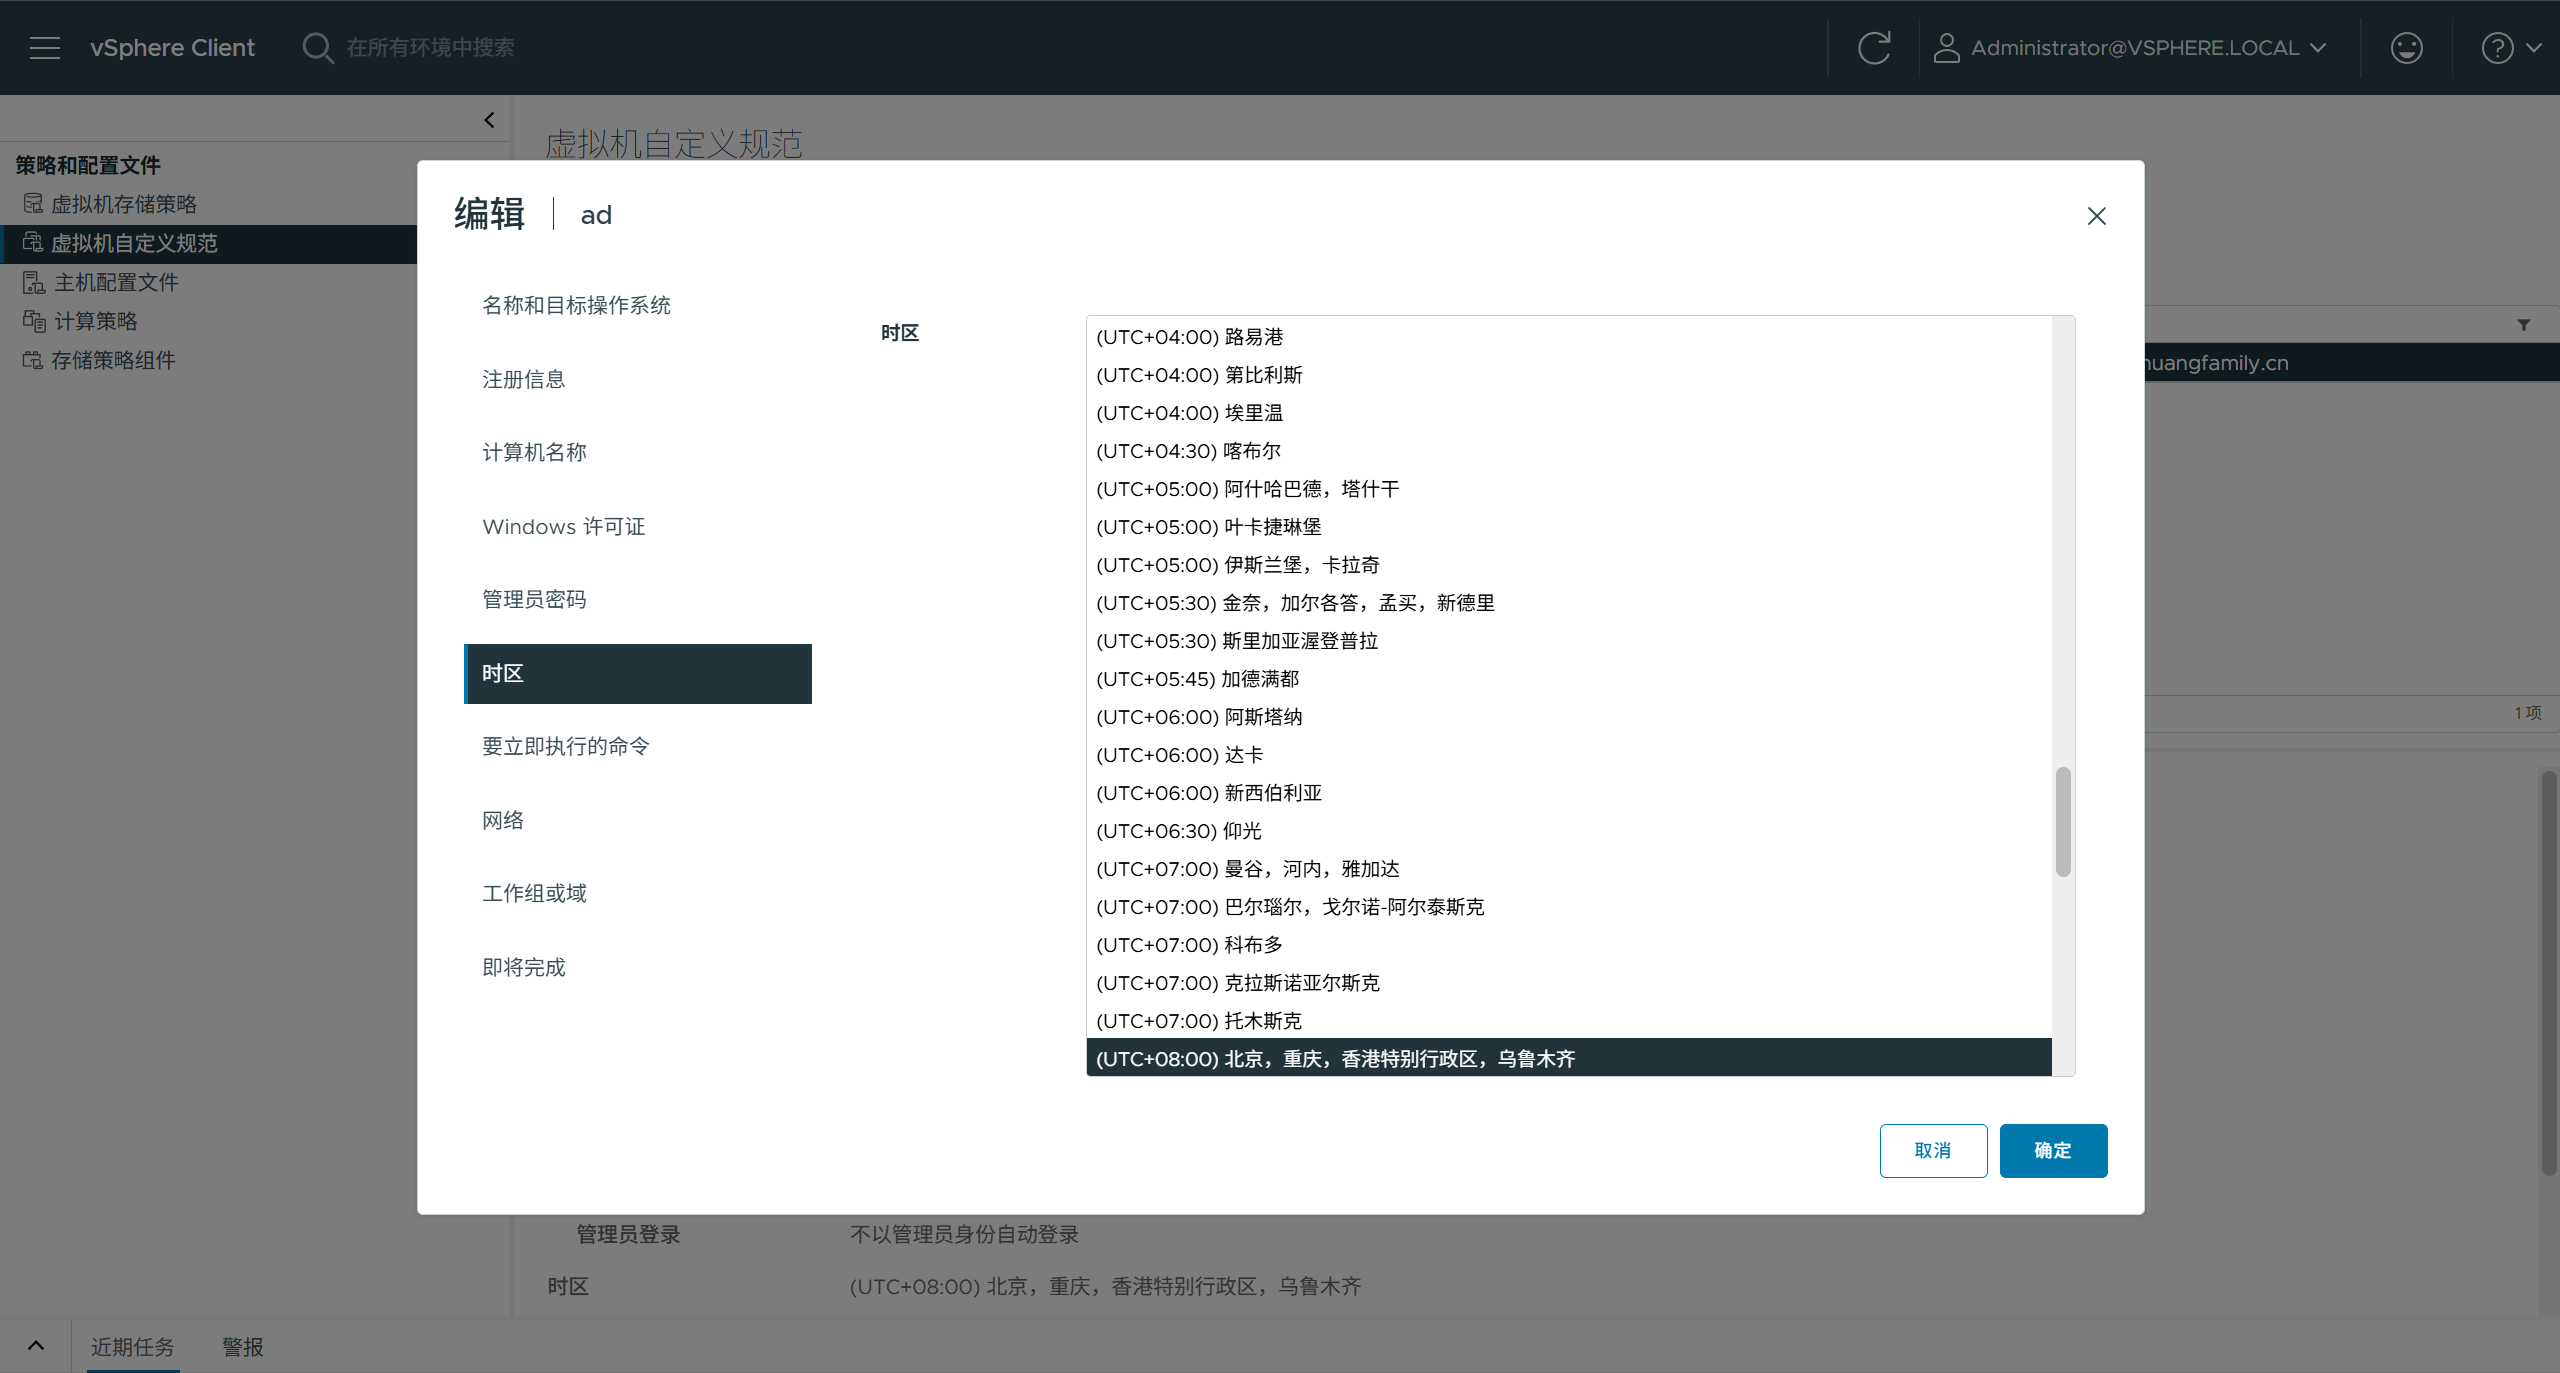 vSphere Client
在所有环境中搜索
Administrator@VSPHERE.LOCAL
虚拟机自定义规范
策略和配置文件
虚拟机存储策略
虚拟机自定义规范
主机配置文件
计算策略
存储策略组件
编辑
ad
名称和目标操作系统
注册信息
计算机名称
Windows 许可证
管理员密码
时区
要立即执行的命令
网络
工作组或域
即将完成
时区
(UTC+04:00) 路易港
(UTC+04:00) 第比利斯
(UTC+04:00) 埃里温
(UTC+04:30) 喀布尔
(UTC+05:00) 阿什哈巴德，塔什干
(UTC+05:00) 叶卡捷琳堡
(UTC+05:00) 伊斯兰堡，卡拉奇
(UTC+05:30) 金奈，加尔各答，孟买，新德里
(UTC+05:30) 斯里加亚渥登普拉
(UTC+05:45) 加德满都
(UTC+06:00) 阿斯塔纳
(UTC+06:00) 达卡
(UTC+06:00) 新西伯利亚
(UTC+06:30) 仰光
(UTC+07:00) 曼谷，河内，雅加达
(UTC+07:00) 巴尔瑙尔，戈尔诺-阿尔泰斯克
(UTC+07:00) 科布多
(UTC+07:00) 克拉斯诺亚尔斯克
(UTC+07:00) 托木斯克
(UTC+08:00) 北京，重庆，香港特别行政区，乌鲁木齐
取消
确定
uangfamily.cn
1 项
管理员登录
不以管理员身份自动登录
时区
(UTC+08:00) 北京，重庆，香港特别行政区，乌鲁木齐
近期任务
警报